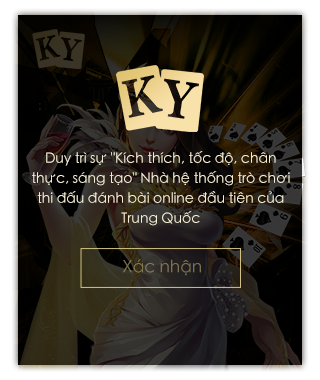 KY
KY
Duy trì sự "Kích thích, tốc độ, chân
thực, sáng tạo" Nhà hệ thống trò chơi
thi đấu đánh bài online đầu tiên của
Trung Quốc
Xác nhận